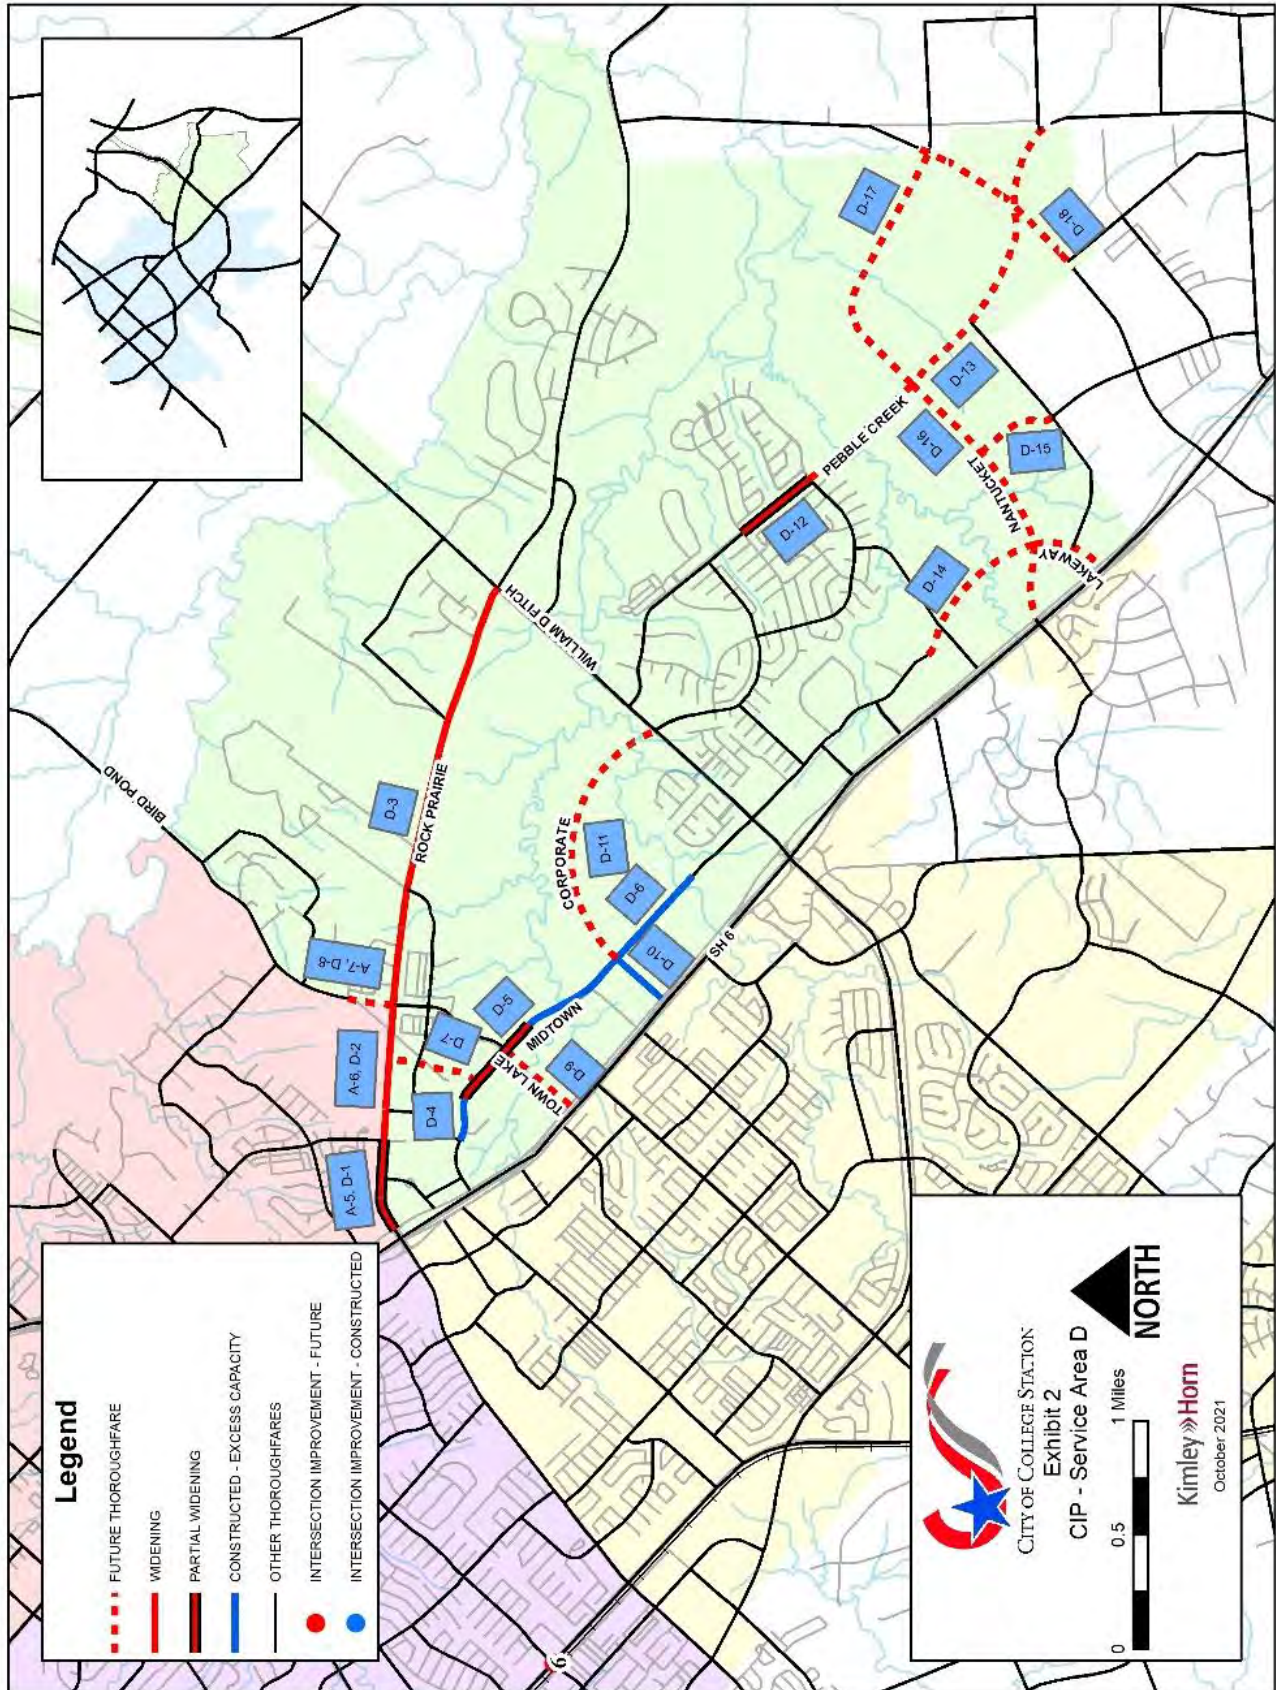 Legend
FUTURE THOROUGHFARE
WIDENING
PARTIAL WIDENING
CONSTRUCTED - EXCESS CAPACITY
OTHER THOROUGHFARES
INTERSECTION IMPROVEMENT - FUTURE
INTERSECTION IMPROVEMENT - CONSTRUCTED
A-5, D-1
A-6, D-2
A-7, D-8
D-3
BIRD POND
ROCK PRAIRIE
D-4
D-7
D-5
TOWN LAKE
MIDTOWN
D-9
D-10
D-6
D-11
CORPORATE
SH 6
WILLIAM D FITCH
D-12
PEBBLE CREEK
D-14
D-16
D-13
NANTUCKET
D-15
LAKEWAY
D-17
D-18
6
CITY OF COLLEGE STATION
Exhibit 2
CIP - Service Area D
0 0.5 1 Miles
NORTH
Kimley»Horn
October 2021